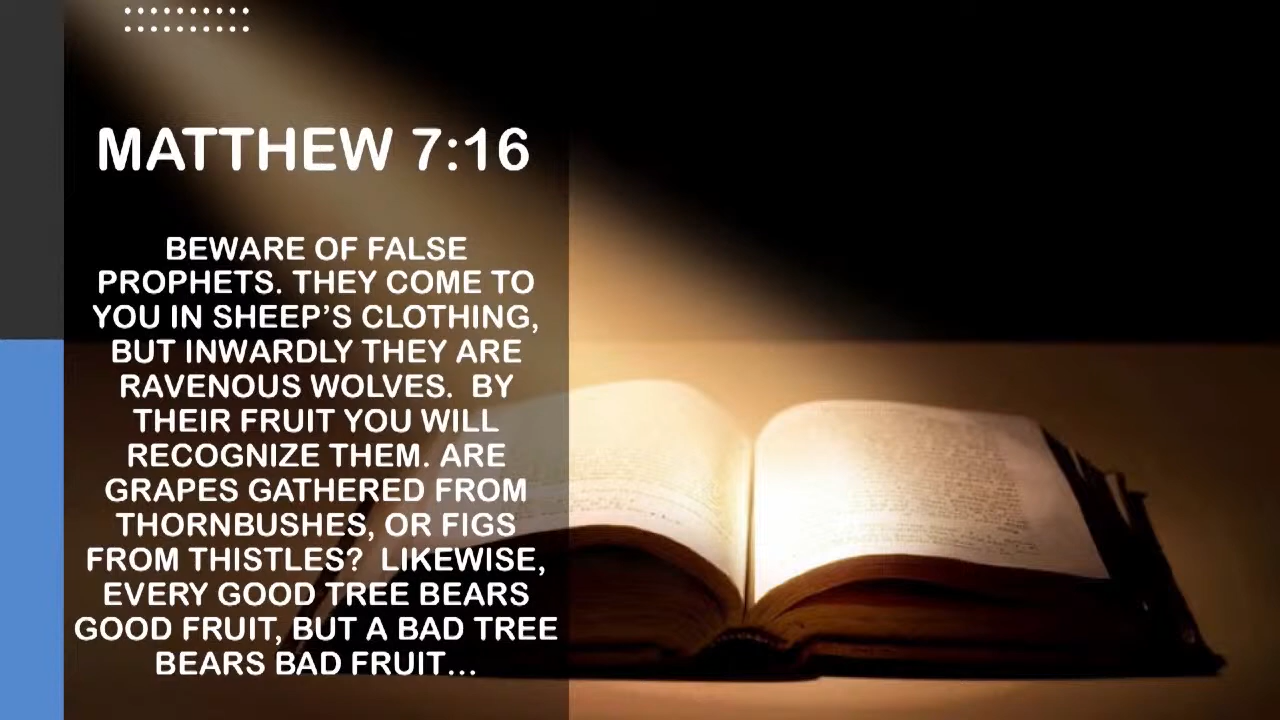 MATTHEW 7:16
BEWARE OF FALSE
PROPHETS. THEY COME TO
YOU IN SHEEP’S CLOTHING,
BUT INWARDLY THEY ARE
RAVENOUS WOLVES.  BY
THEIR FRUIT YOU WILL
RECOGNIZE THEM. ARE
GRAPES GATHERED FROM
THORNBUSHES, OR FIGS
FROM THISTLES?  LIKEWISE,
EVERY GOOD TREE BEARS
GOOD FRUIT, BUT A BAD TREE
BEARS BAD FRUIT…